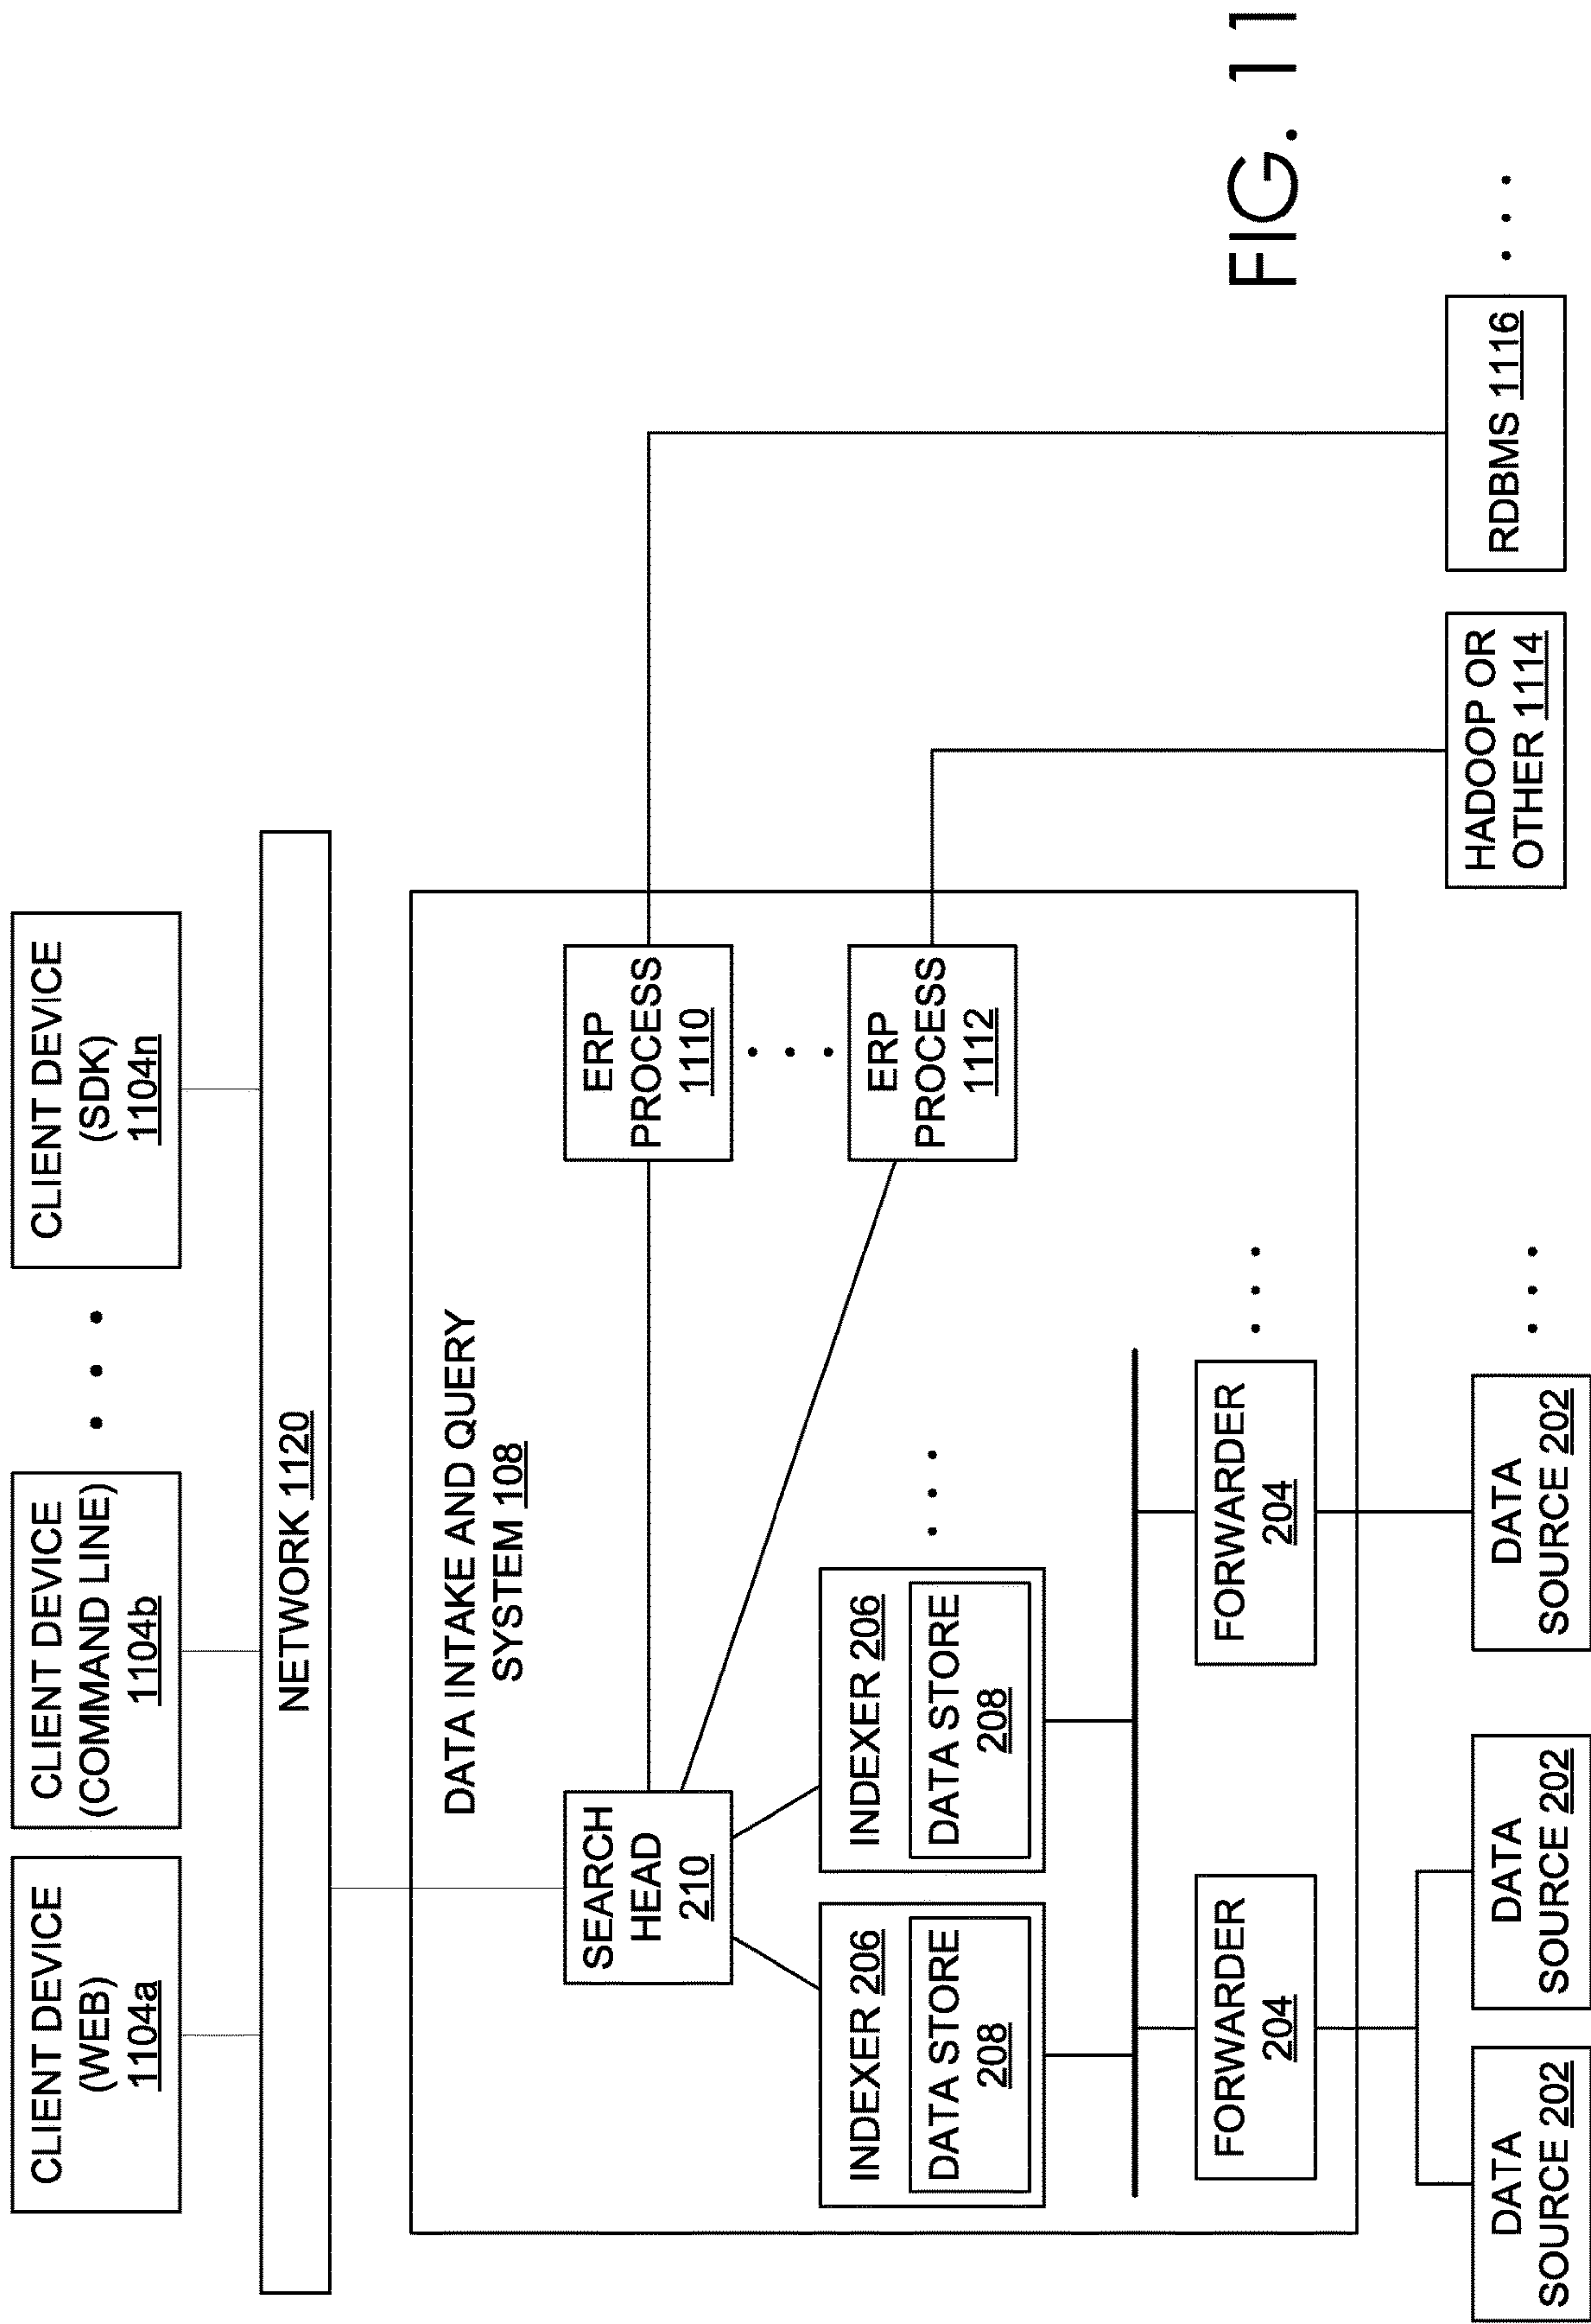 CLIENT DEVICE
(WEB)
1104a
CLIENT DEVICE
(COMMAND LINE)
1104b
CLIENT DEVICE
(SDK)
1104n
NETWORK 1120
DATA INTAKE AND QUERY
SYSTEM 108
SEARCH
HEAD
210
ERP
PROCESS
1110
ERP
PROCESS
1112
INDEXER 206
DATA STORE
208
INDEXER 206
DATA STORE
208
FORWARDER
204
FORWARDER
204
DATA
SOURCE 202
DATA
SOURCE 202
DATA
SOURCE 202
HADOOP OR
OTHER 1114
RDBMS 1116
FIG. 11